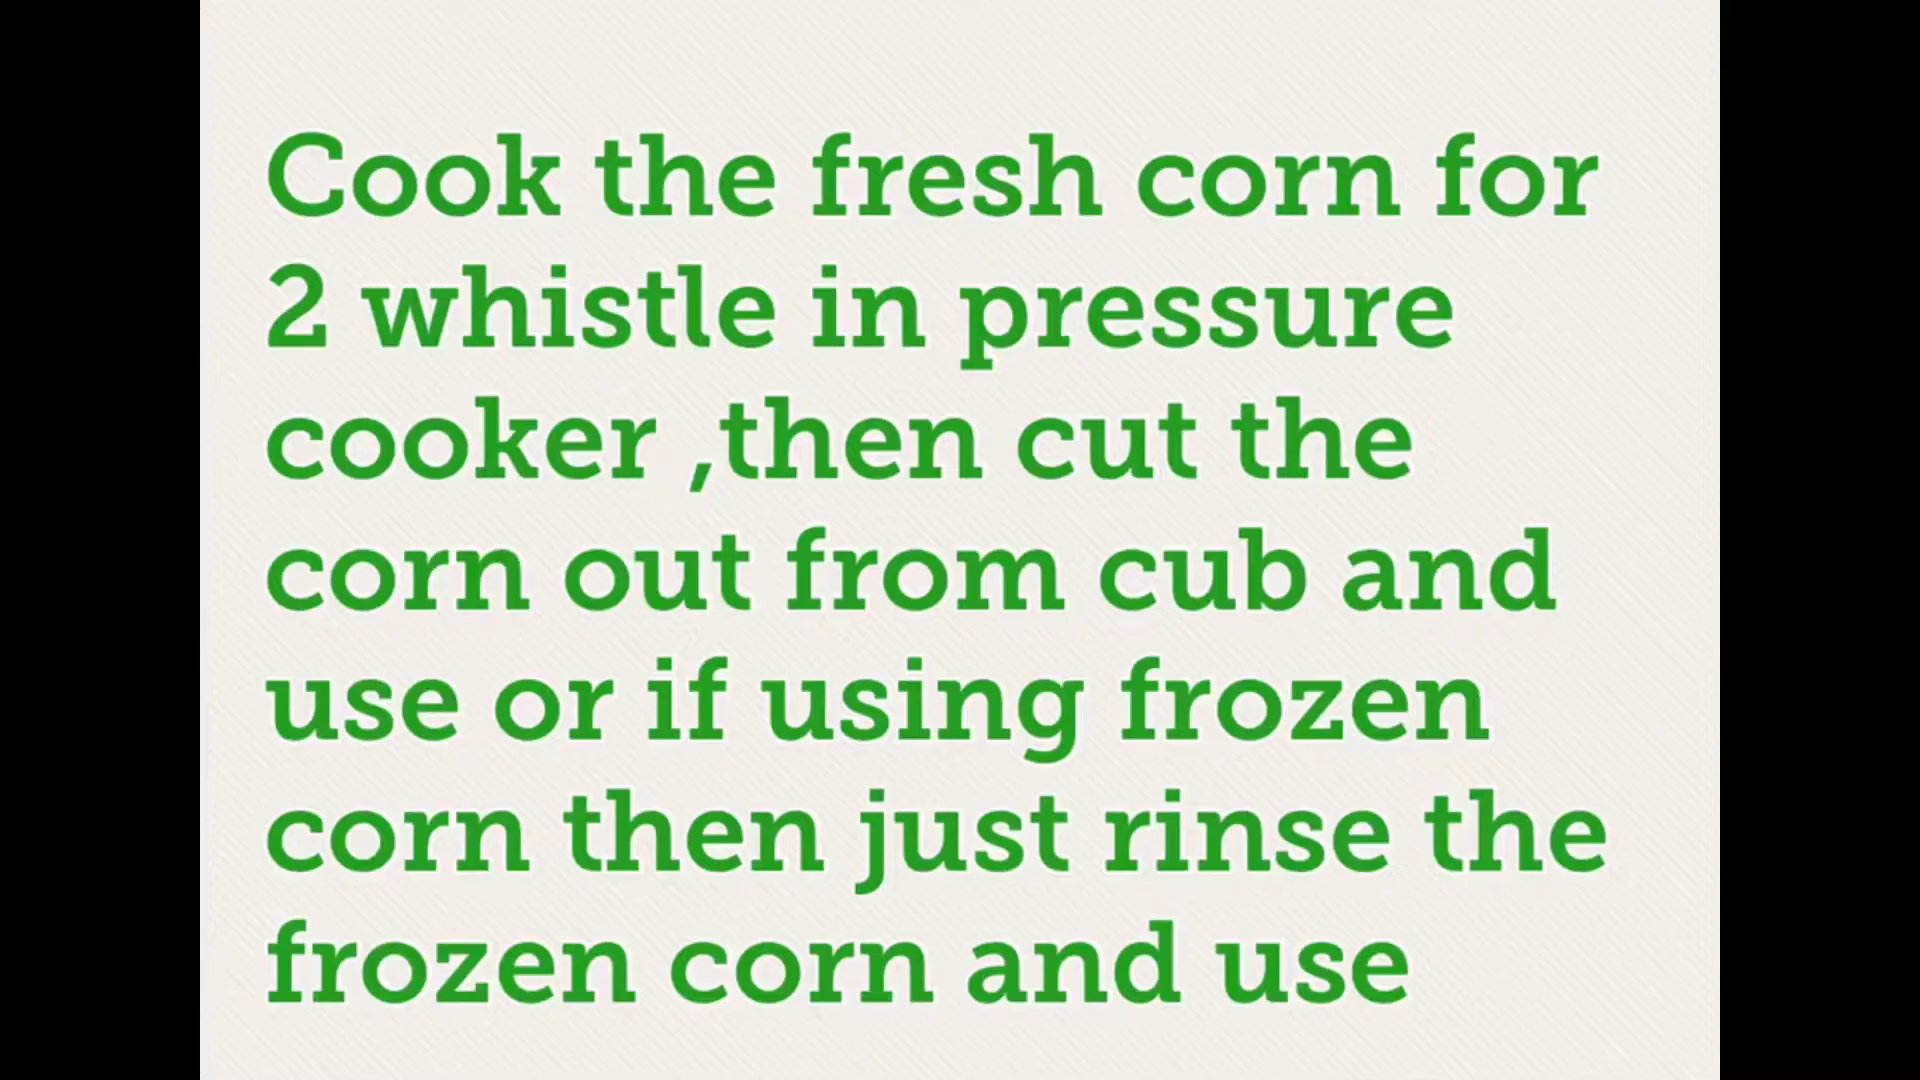 Cook the fresh corn for
2 whistle in pressure
cooker ,then cut the
corn out from cub and
use or if using frozen
corn then just rinse the
frozen corn and use